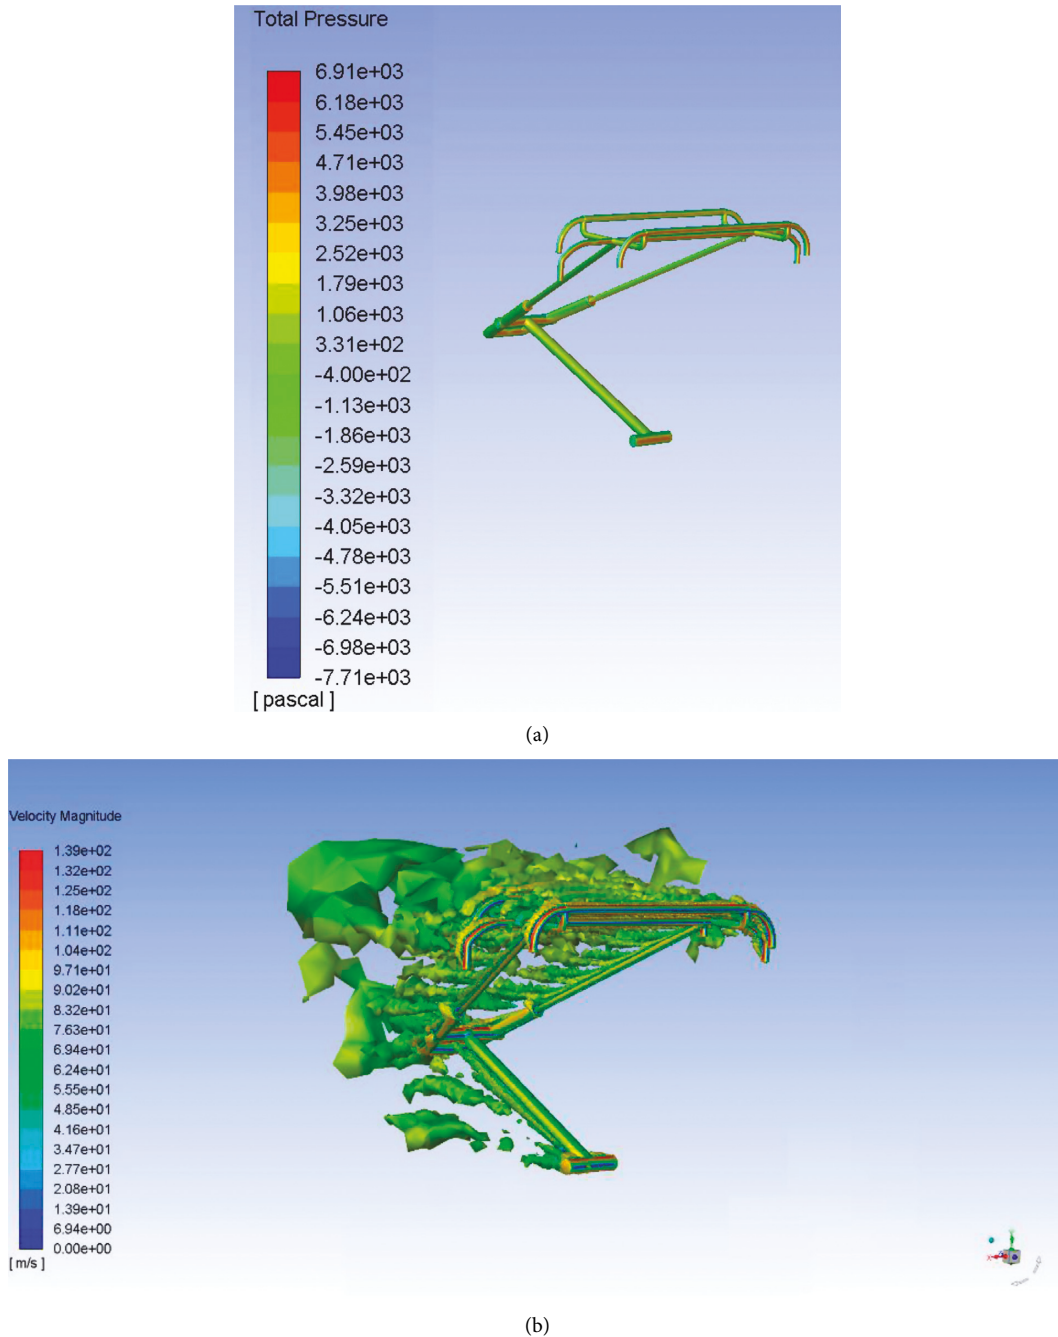 Total Pressure
6.91e+03
6.18e+03
5.45e+03
4.71e+03
3.98e+03
3.25e+03
2.52e+03
1.79e+03
1.06e+03
3.31e+02
-4.00e+02
-1.13e+03
-1.86e+03
-2.59e+03
-3.32e+03
-4.05e+03
-4.78e+03
-5.51e+03
-6.24e+03
-6.98e+03
-7.71e+03
[ pascal ]
(a)
Velocity Magnitude
1.39e+02
1.32e+02
1.25e+02
1.18e+02
1.11e+02
1.04e+02
9.71e+01
9.02e+01
8.32e+01
7.63e+01
6.94e+01
6.24e+01
5.55e+01
4.85e+01
4.16e+01
3.47e+01
2.77e+01
2.08e+01
1.39e+01
6.94e+00
0.00e+00
[ m/s ]
(b)